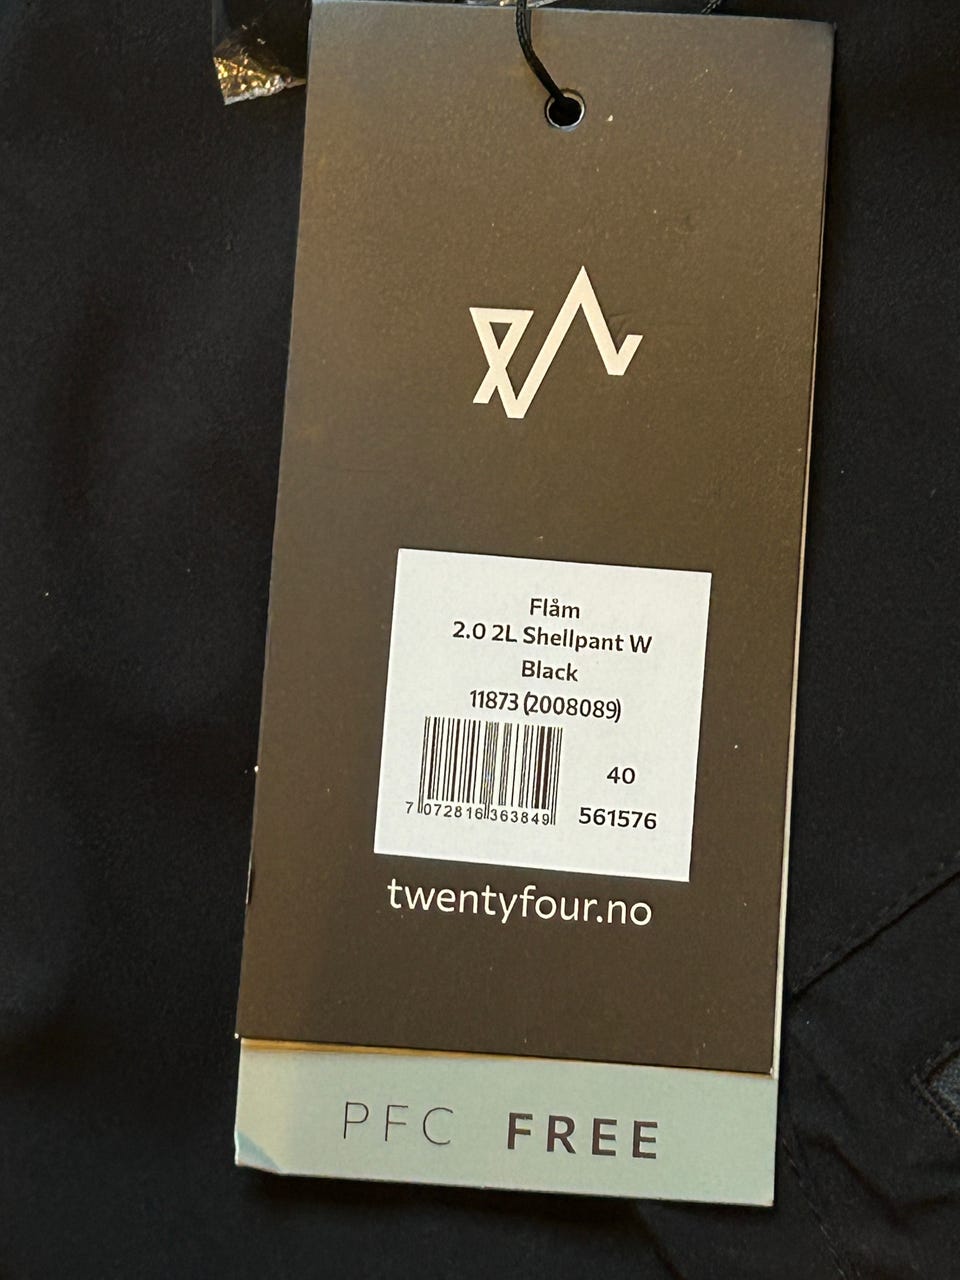 Flåm
2.0 2L Shellpant W
Black
11873 (2008089)
40
7 072816 363849
561576
twentyfour.no
PFC FREE